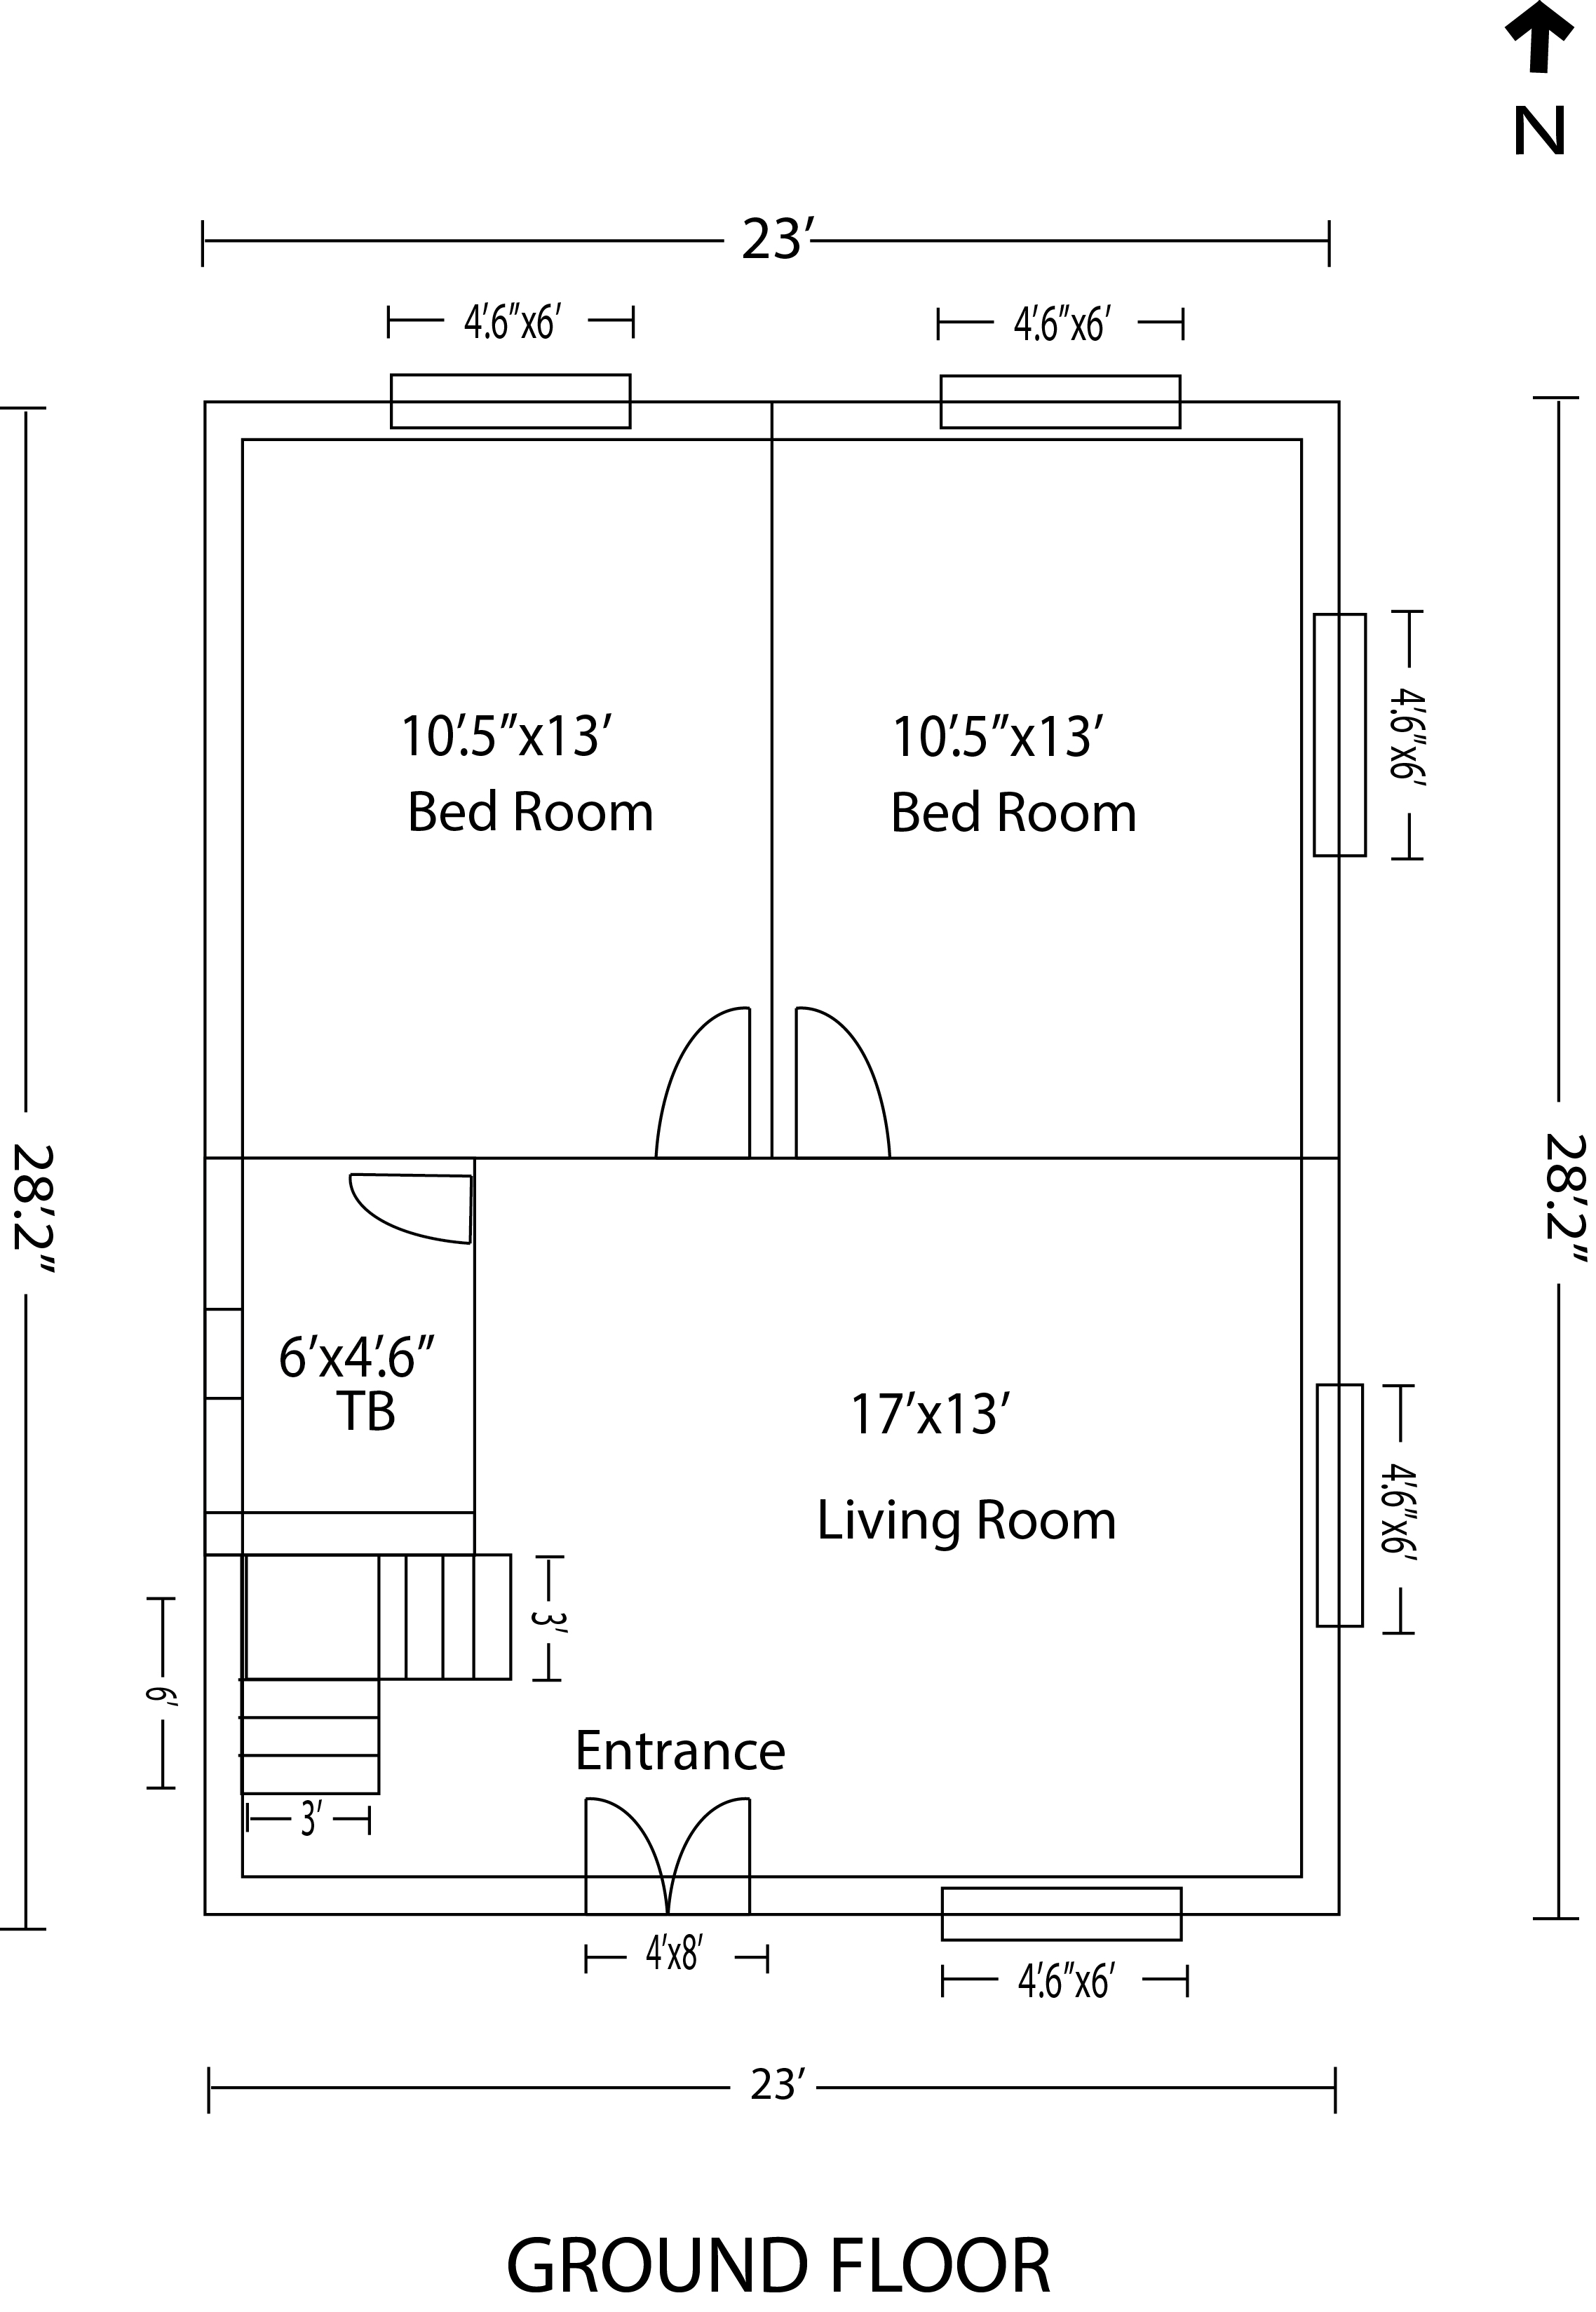 N
23′
4′.6″x6′
4′.6″x6′
10′.5″x13′
Bed Room
10′.5″x13′
Bed Room
4′.6″x6′
28′.2″
28′.2″
6′x4′.6″
TB
17′x13′
Living Room
4′.6″x6′
3′
6′
Entrance
3′
4′x8′
4′.6″x6′
23′
GROUND FLOOR